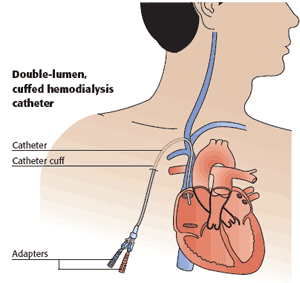 Double-lumen,
cuffed hemodialysis
catheter
Catheter
Catheter cuff
Adapters